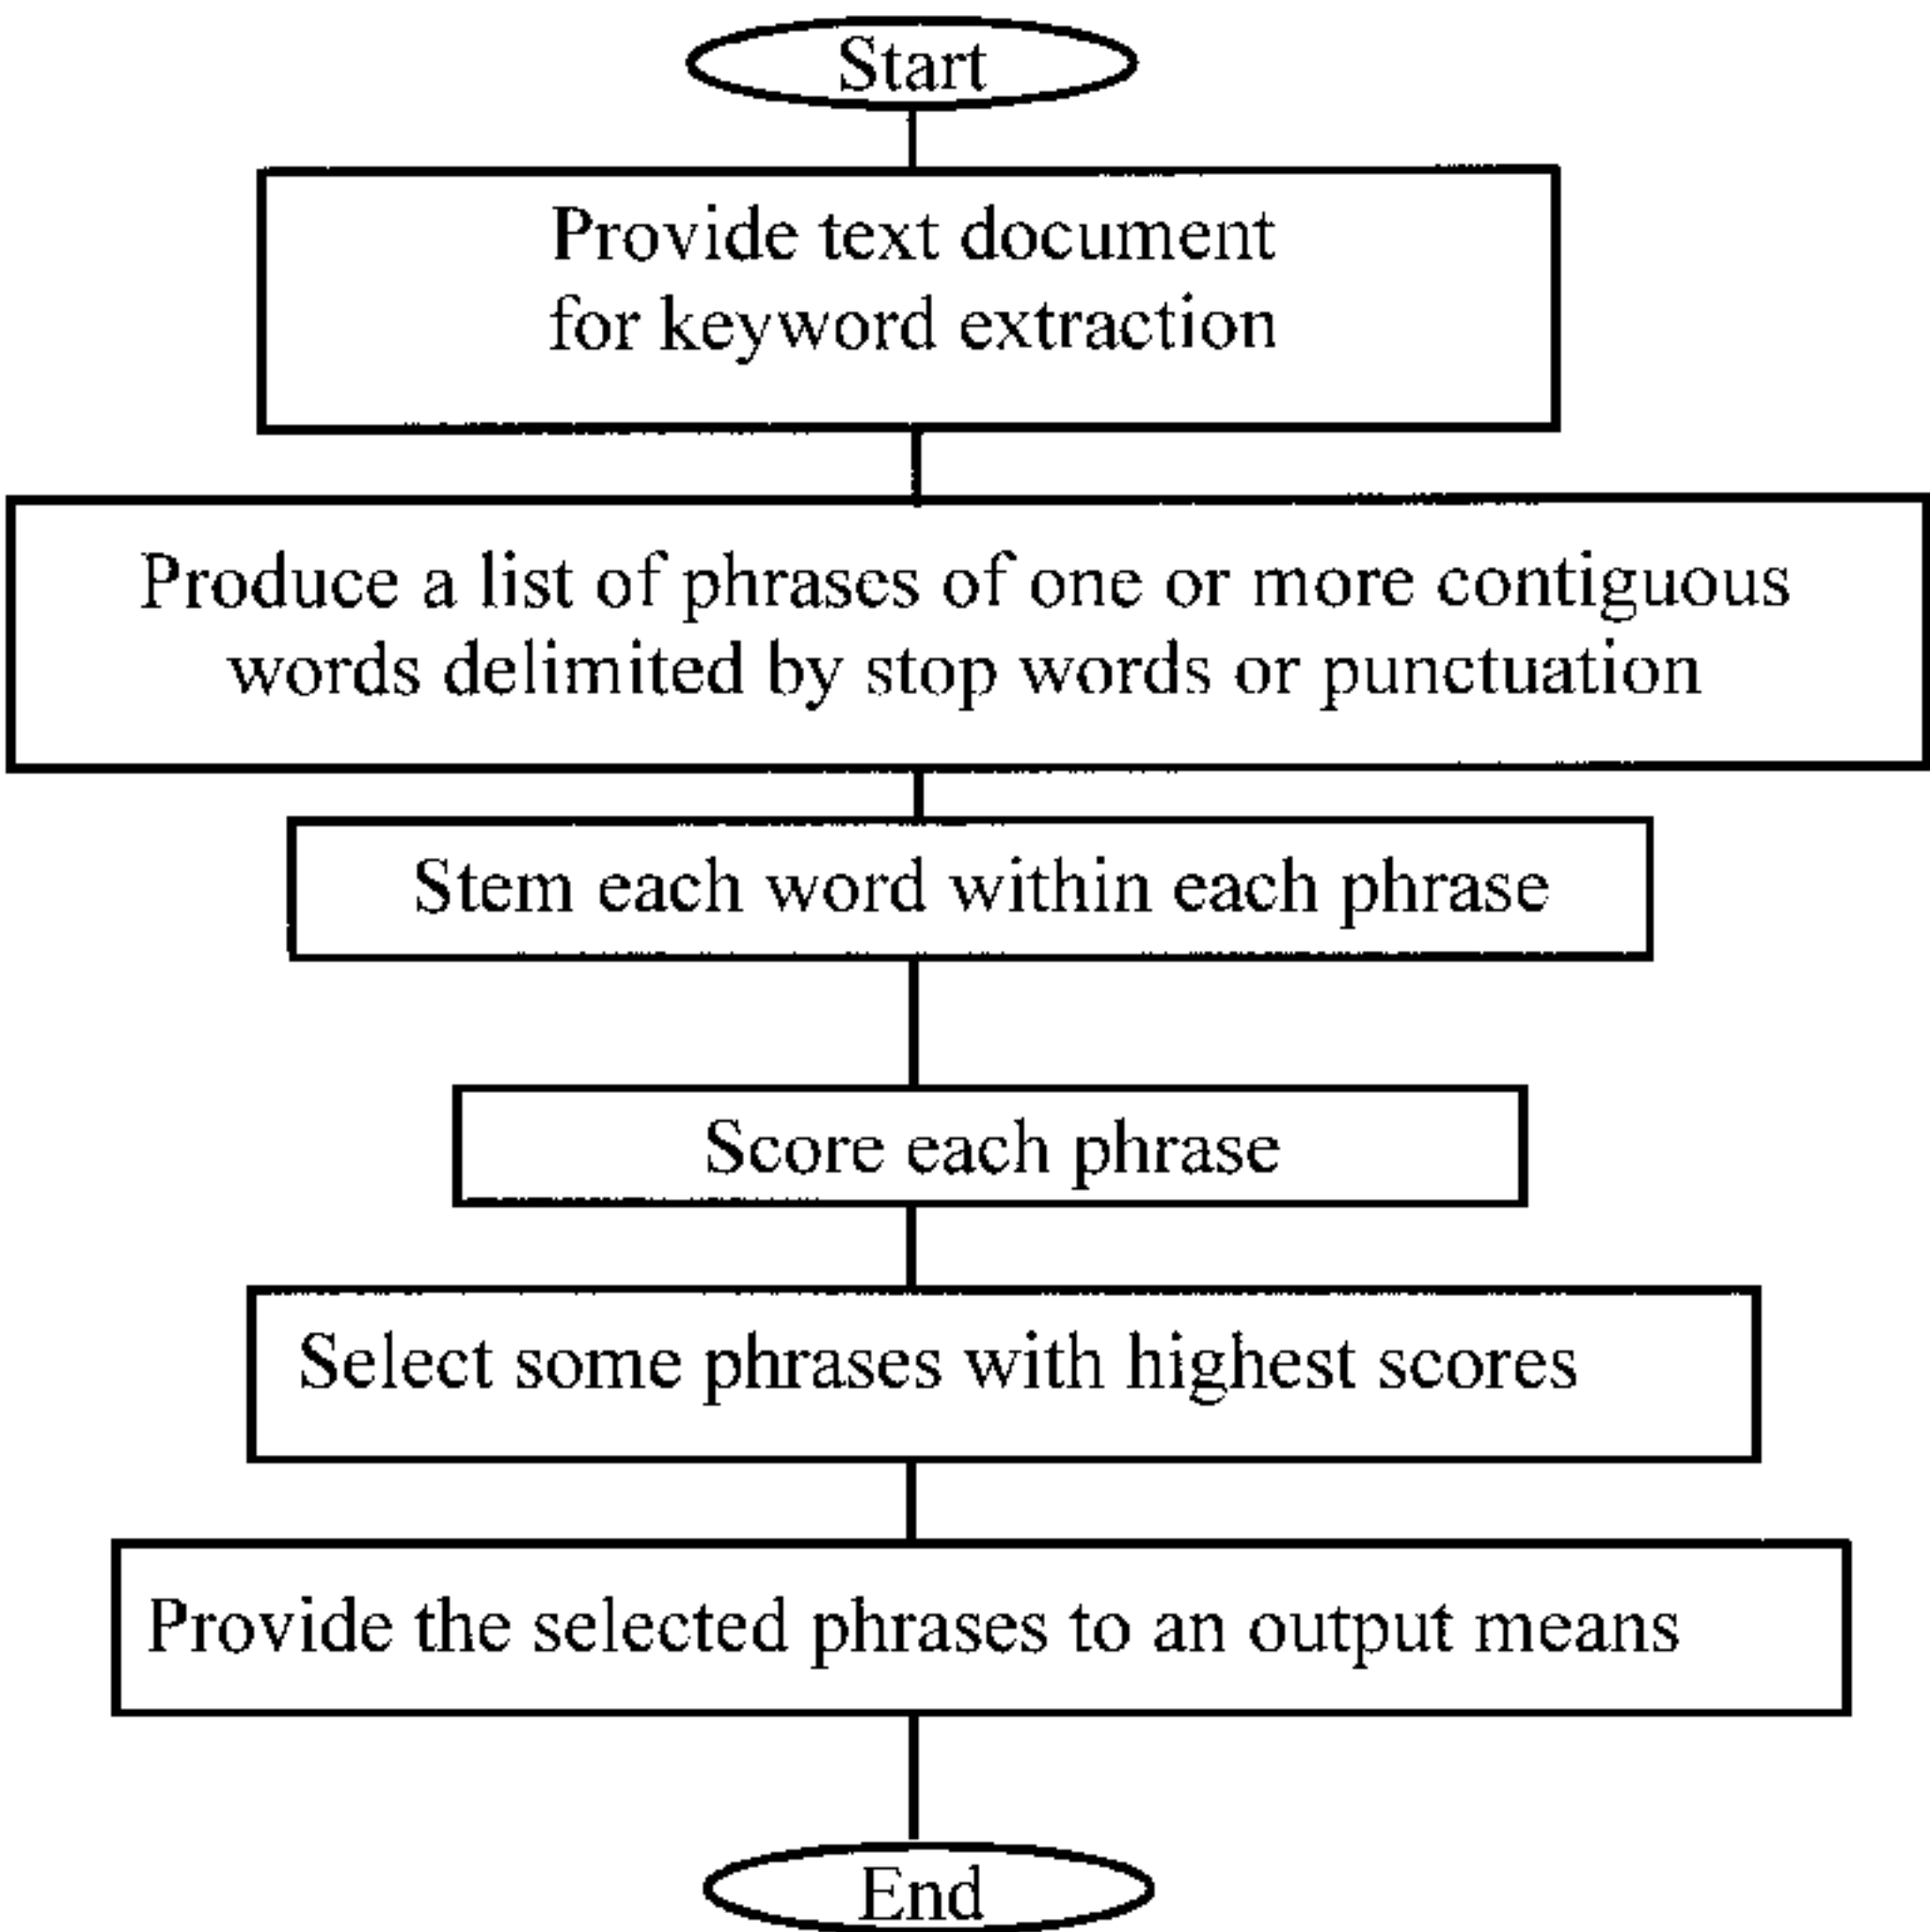 Start
Provide text document
for keyword extraction
Produce a list of phrases of one or more contiguous
words delimited by stop words or punctuation
Stem each word within each phrase
Score each phrase
Select some phrases with highest scores
Provide the selected phrases to an output means
End